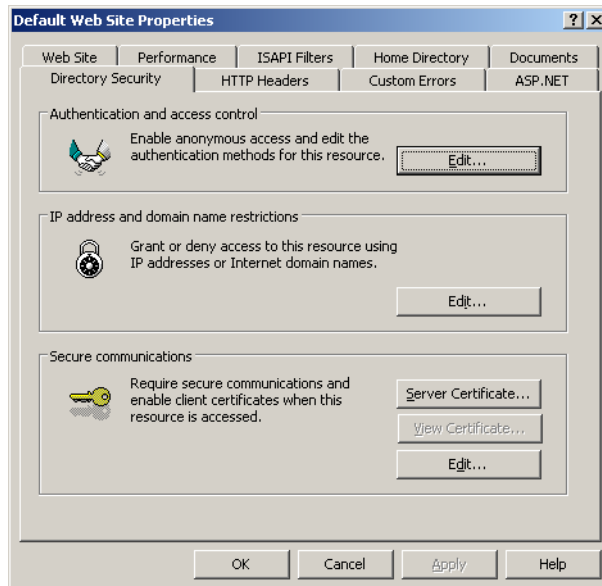 Default Web Site Properties
Web Site Performance ISAPI Filters Home Directory Documents
Directory Security HTTP Headers Custom Errors ASP.NET
Authentication and access control
Enable anonymous access and edit the
authentication methods for this resource.
Edit...
IP address and domain name restrictions
Grant or deny access to this resource using
IP addresses or Internet domain names.
Edit...
Secure communications
Require secure communications and
enable client certificates when this
resource is accessed.
Server Certificate...
View Certificate...
Edit...
OK Cancel Apply Help